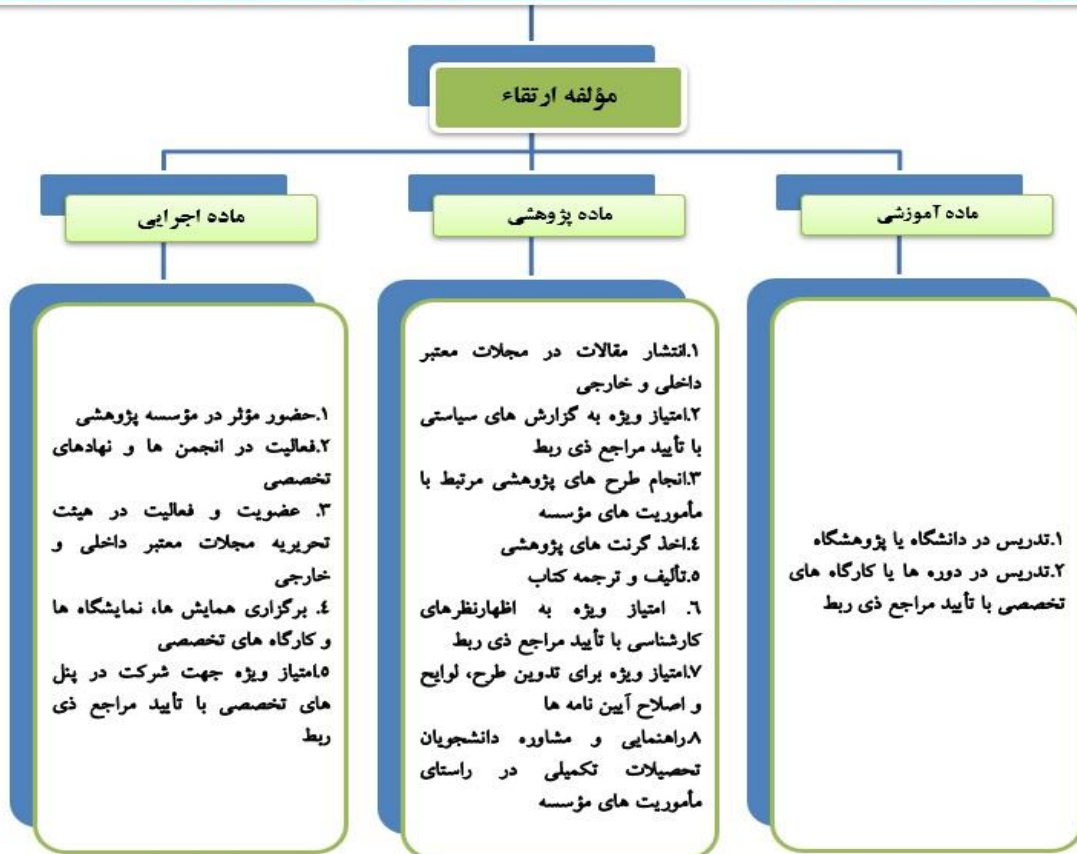 مؤلفه ارتقاء
ماده آموزشی
۱.تدریس در دانشگاه یا پژوهشگاه
۲.تدریس در دوره ها یا کارگاه های
تخصصی با تأیید مراجع ذی ربط
ماده پژوهشی
۱.انتشار مقالات در مجلات معتبر
داخلی و خارجی
۲.امتیاز ویژه به گزارش های سیاستی
با تأیید مراجع ذی ربط
۳.انجام طرح های پژوهشی مرتبط با
مأموریت های مؤسسه
٤.اخذ گرنت های پژوهشی
٥.تألیف و ترجمه کتاب
٦. امتیاز ویژه به اظهارنظرهای
کارشناسی با تأیید مراجع ذی ربط
۷.امتیاز ویژه برای تدوین طرح، لوایح
و اصلاح آیین نامه ها
۸.راهنمایی و مشاوره دانشجویان
تحصیلات تکمیلی در راستای
مأموریت های مؤسسه
ماده اجرایی
۱.حضور مؤثر در مؤسسه پژوهشی
۲.فعالیت در انجمن ها و نهادهای
تخصصی
۳. عضویت و فعالیت در هیئت
تحریریه مجلات معتبر داخلی و
خارجی
٤. برگزاری همایش ها، نمایشگاه ها
و کارگاه های تخصصی
٥.امتیاز ویژه جهت شرکت در پنل
های تخصصی با تأیید مراجع ذی
ربط